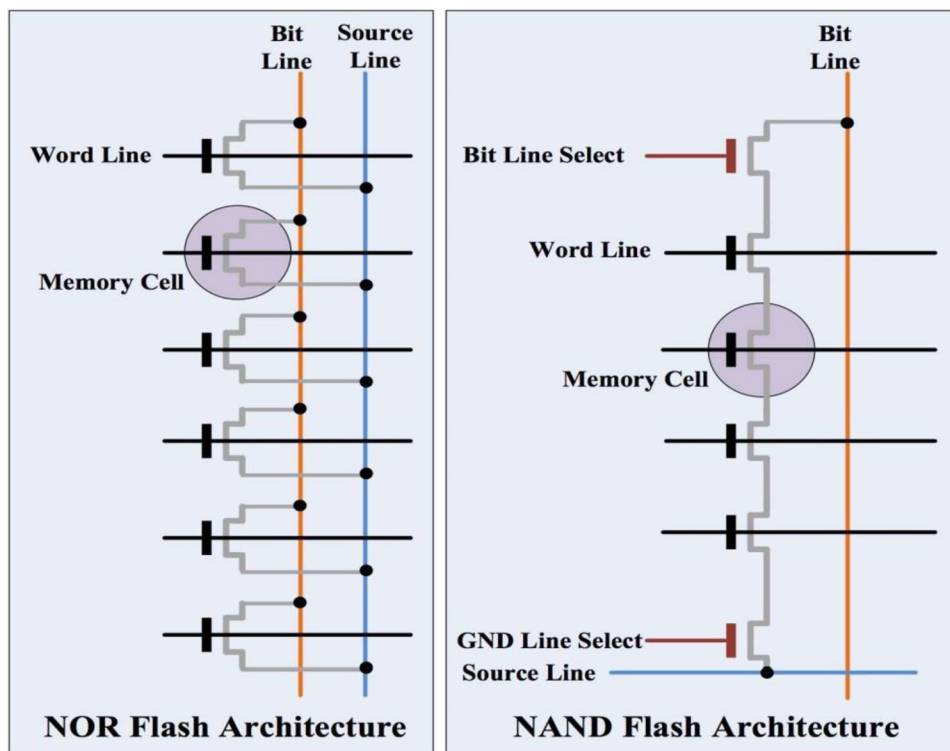 Bit
Line
Source
Line
Word Line
Memory Cell
NOR Flash Architecture
Bit
Line
Bit Line Select
Word Line
Memory Cell
GND Line Select
Source Line
NAND Flash Architecture